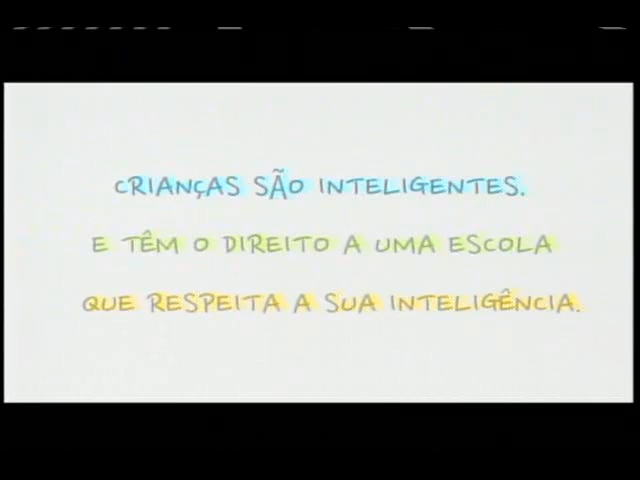 CRIANÇAS SÃO INTELIGENTES.
E TÊM O DIREITO A UMA ESCOLA
QUE RESPEITA A SUA INTELIGÊNCIA.